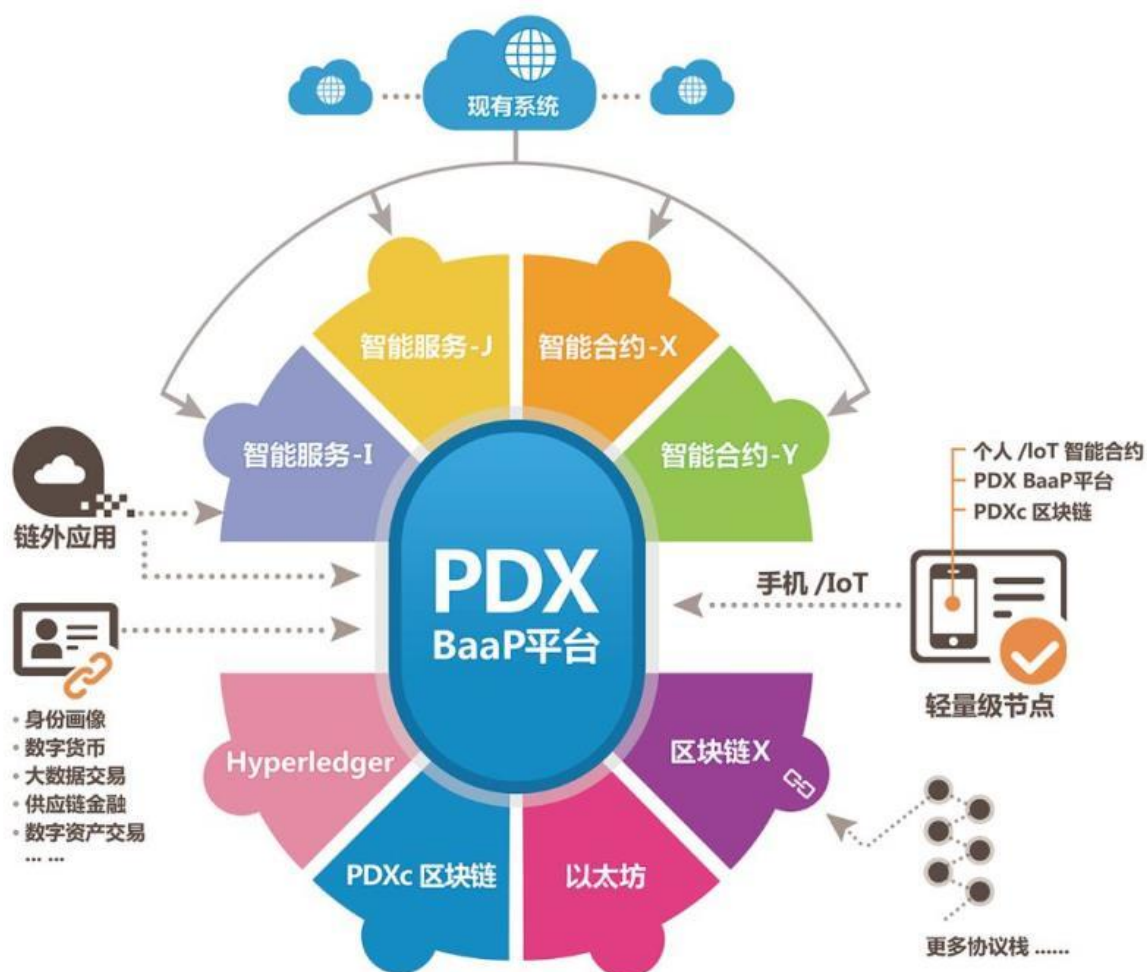 现有系统
智能服务-J
智能合约-X
智能服务-I
智能合约-Y
链外应用
个人 /IoT 智能合约
PDX BaaP平台
PDXc 区块链
PDX
BaaP平台
手机 /IoT
轻量级节点
• 身份画像
• 数字货币
• 大数据交易
• 供应链金融
• 数字资产交易
... ...
Hyperledger
区块链X
PDXc 区块链
以太坊
更多协议栈 ......